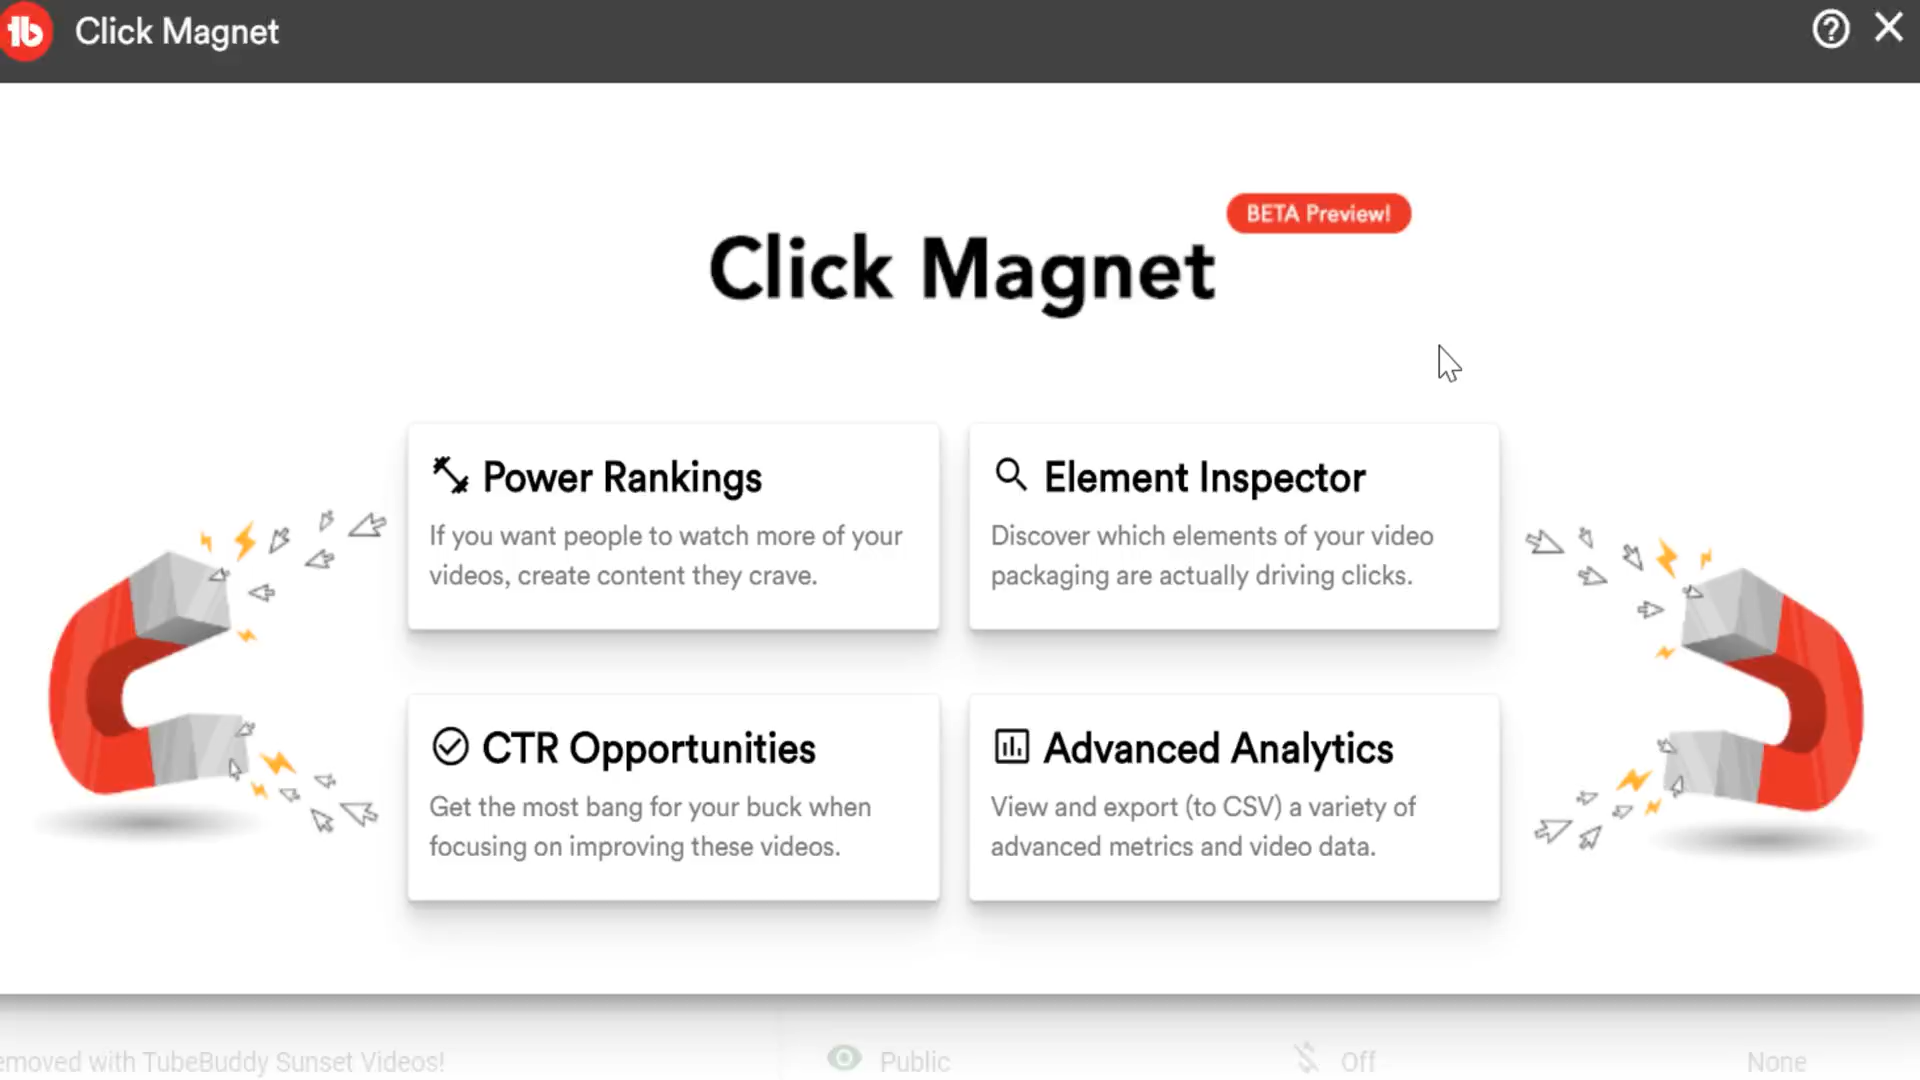 tb Click Magnet
BETA Preview!
Click Magnet
Power Rankings
If you want people to watch more of your
videos, create content they crave.
Element Inspector
Discover which elements of your video
packaging are actually driving clicks.
CTR Opportunities
Get the most bang for your buck when
focusing on improving these videos.
Advanced Analytics
View and export (to CSV) a variety of
advanced metrics and video data.
emoved with TubeBuddy Sunset Videos! Public Off None